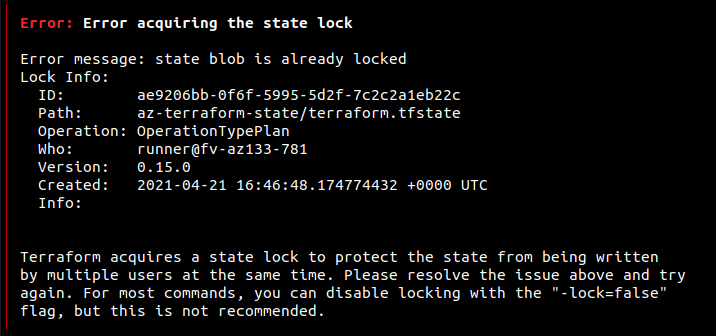 Error: Error acquiring the state lock
Error message: state blob is already locked
Lock Info:
ID: ae9206bb-0f6f-5995-5d2f-7c2c2a1eb22c
Path: az-terraform-state/terraform.tfstate
Operation: OperationTypePlan
Who: runner@fv-az133-781
Version: 0.15.0
Created: 2021-04-21 16:46:48.174774432 +0000 UTC
Info:
Terraform acquires a state lock to protect the state from being written
by multiple users at the same time. Please resolve the issue above and try
again. For most commands, you can disable locking with the "-lock=false"
flag, but this is not recommended.